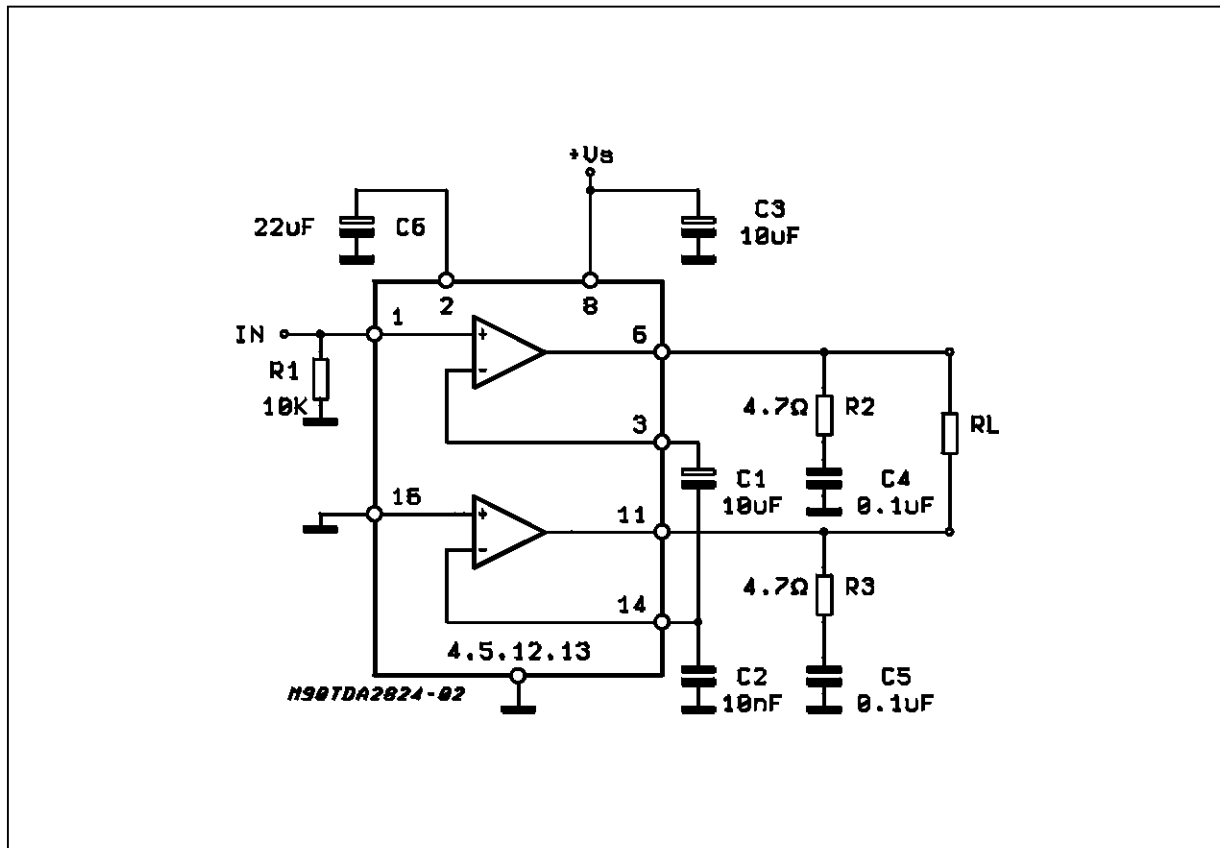 +Vs
22uF
C6
C3
10uF
2
8
IN
1
6
R1
10K
3
4.7Ω
R2
RL
C1
10uF
C4
0.1uF
16
11
4.7Ω
R3
14
4.5.12.13
C2
10nF
C5
0.1uF
M90TDA2824-02